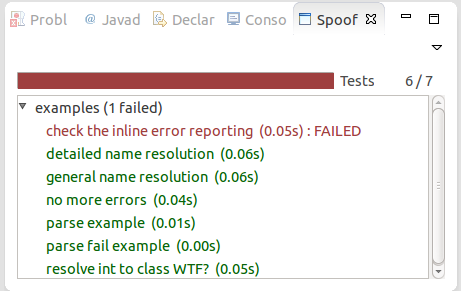 Probl @ Javad Declar Conso Spoof
Tests 6 / 7
examples (1 failed)
check the inline error reporting (0.05s) : FAILED
detailed name resolution (0.06s)
general name resolution (0.06s)
no more errors (0.04s)
parse example (0.01s)
parse fail example (0.00s)
resolve int to class WTF? (0.05s)